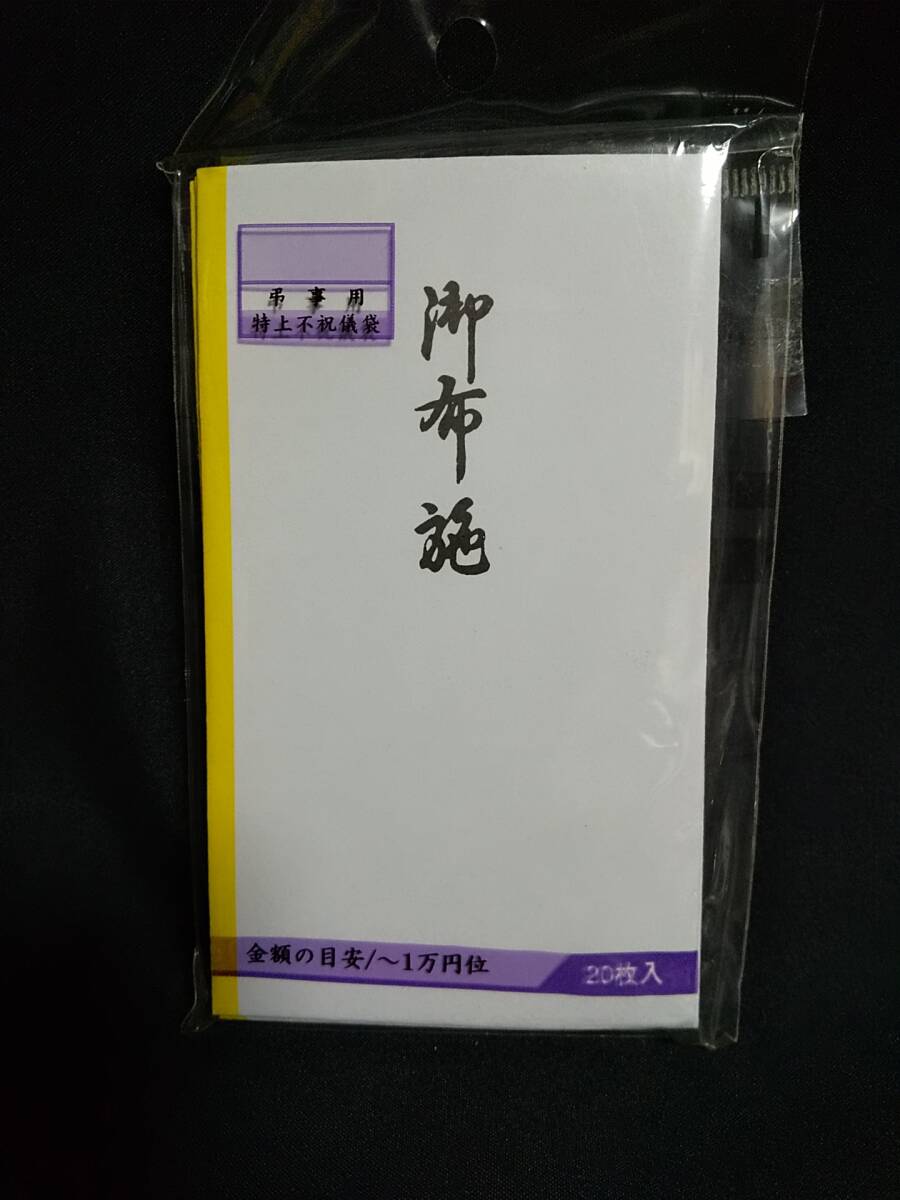 弔事用
特上不祝儀袋
御布施
金額の目安/～1万円位
20枚入